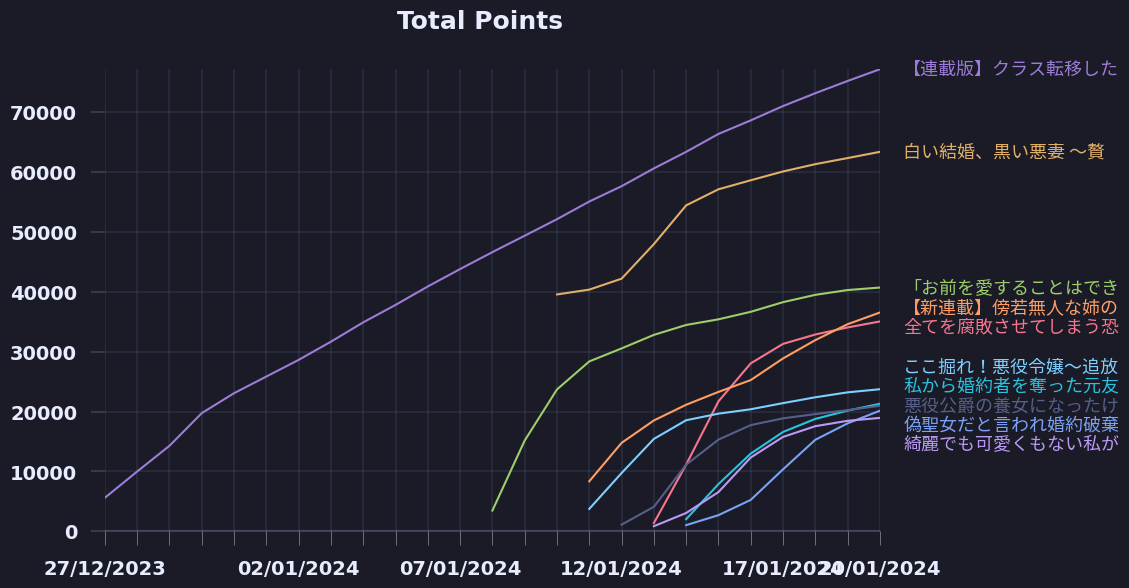 Total Points
70000
60000
50000
40000
30000
20000
10000
0
27/12/2023
02/01/2024
07/01/2024
12/01/2024
17/01/2024
20/01/2024
【連載版】クラス転移した
白い結婚、黒い悪妻 ～贅
「お前を愛することはでき
【新連載】傍若無人な姉の
全てを腐敗させてしまう恐
ここ掘れ！悪役令嬢～追放
私から婚約者を奪った元友
悪役公爵の養女になったけ
偽聖女だと言われ婚約破棄
綺麗でも可愛くもない私が